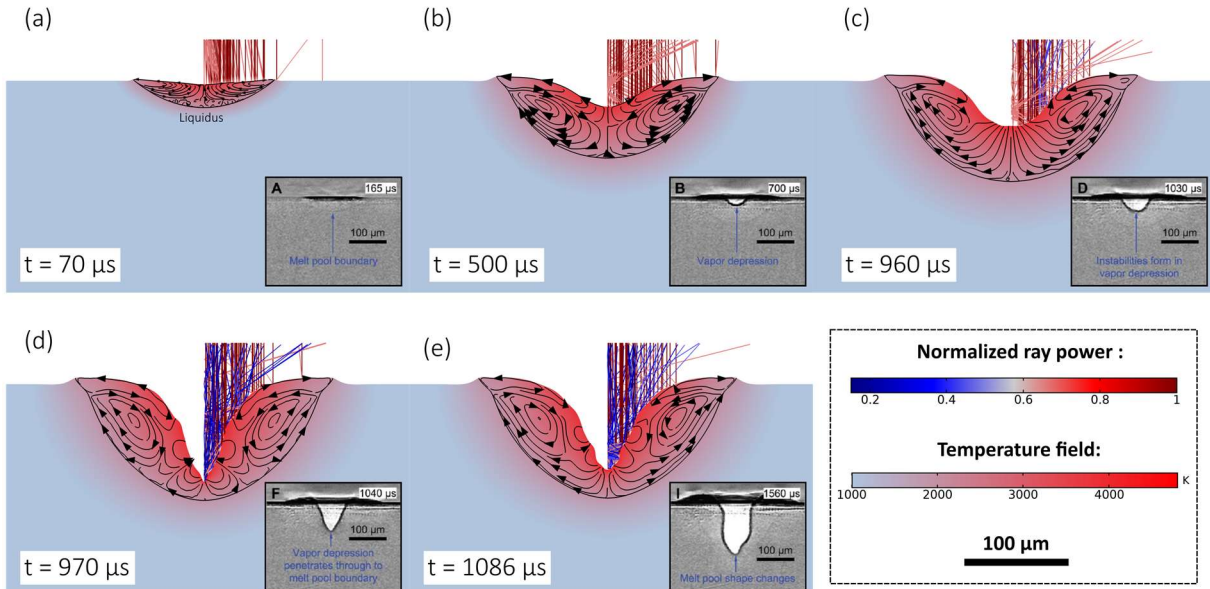 (a)
(b)
(c)
Liquidus
A
165 μs
100 μm
Melt pool boundary
t = 70 μs
B
700 μs
100 μm
Vapor depression
t = 500 μs
D
1030 μs
100 μm
Instabilities form in
vapor depression
t = 960 μs
(d)
(e)
F
1040 μs
100 μm
Vapor depression
penetrates through to
melt pool boundary
t = 970 μs
I
1560 μs
100 μm
Melt pool shape changes
t = 1086 μs
Normalized ray power :
0.2 0.4 0.6 0.8 1
Temperature field:
K
1000 2000 3000 4000
100 μm